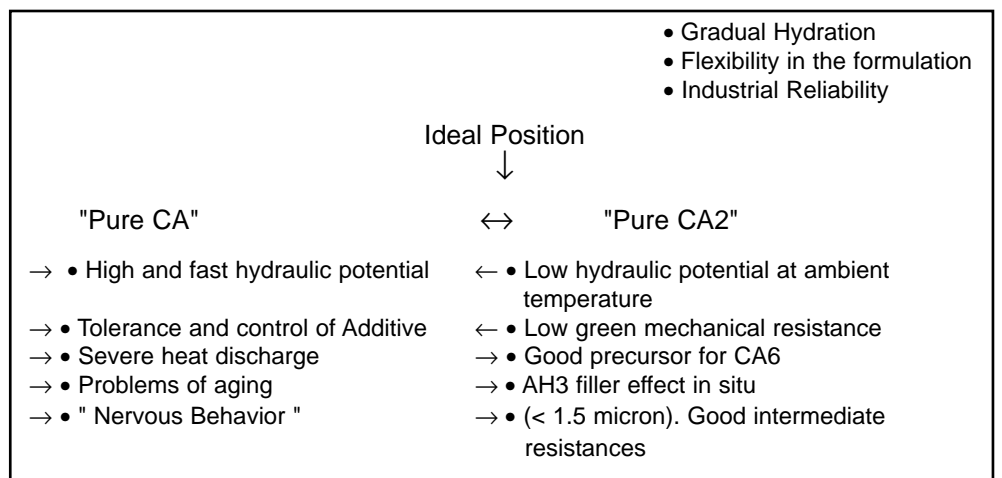 • Gradual Hydration
• Flexibility in the formulation
• Industrial Reliability
Ideal Position
↓
"Pure CA" ↔ "Pure CA2"
→ • High and fast hydraulic potential
← • Low hydraulic potential at ambient
temperature
→ • Tolerance and control of Additive
← • Low green mechanical resistance
→ • Severe heat discharge
→ • Good precursor for CA6
→ • Problems of aging
→ • AH3 filler effect in situ
→ • " Nervous Behavior "
→ • (< 1.5 micron). Good intermediate
resistances